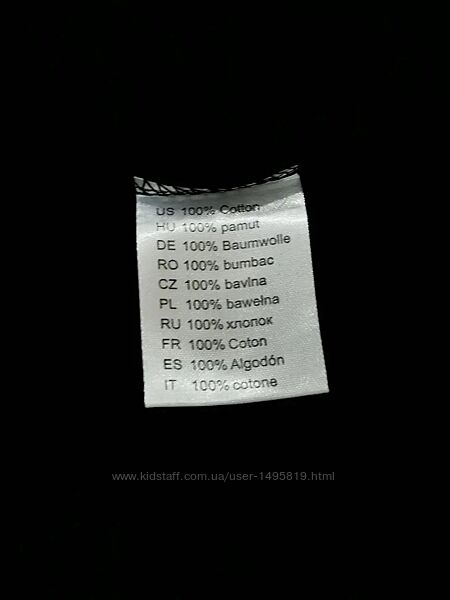 US 100% Cotton
HU 100% pamut
DE 100% Baumwolle
RO 100% bumbac
CZ 100% bavlna
PL 100% bawełna
RU 100% хлопок
FR 100% Coton
ES 100% Algodón
IT 100% cotone
www.kidstaff.com.ua/user-1495819.html